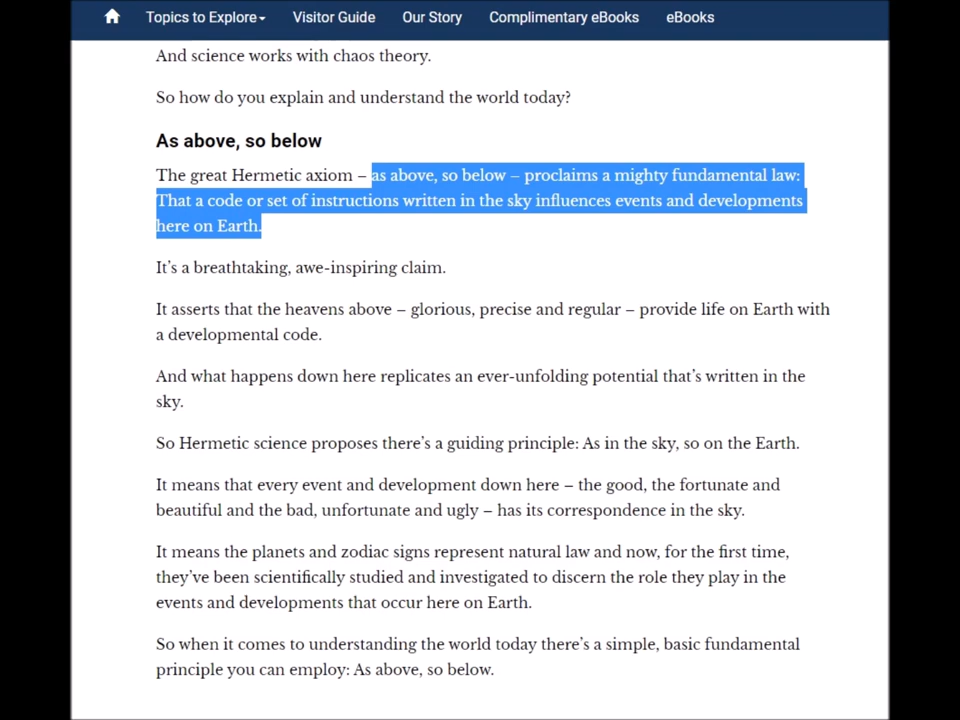 Topics to Explore Visitor Guide Our Story Complimentary eBooks eBooks
And science works with chaos theory.
So how do you explain and understand the world today?
As above, so below
The great Hermetic axiom – as above, so below – proclaims a mighty fundamental law:
That a code or set of instructions written in the sky influences events and developments
here on Earth.
It’s a breathtaking, awe-inspiring claim.
It asserts that the heavens above – glorious, precise and regular – provide life on Earth with
a developmental code.
And what happens down here replicates an ever-unfolding potential that’s written in the
sky.
So Hermetic science proposes there’s a guiding principle: As in the sky, so on the Earth.
It means that every event and development down here – the good, the fortunate and
beautiful and the bad, unfortunate and ugly – has its correspondence in the sky.
It means the planets and zodiac signs represent natural law and now, for the first time,
they’ve been scientifically studied and investigated to discern the role they play in the
events and developments that occur here on Earth.
So when it comes to understanding the world today there’s a simple, basic fundamental
principle you can employ: As above, so below.